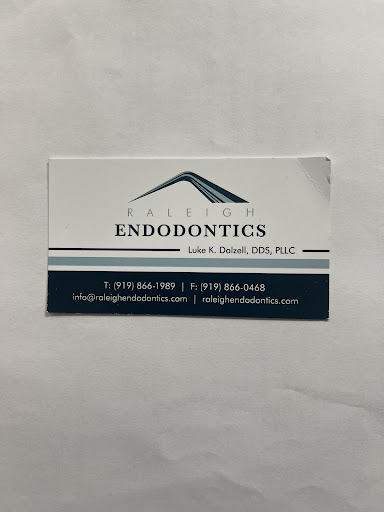 RALEIGH
ENDODONTICS
Luke K. Dalzell, DDS, PLLC
T: (919) 866-1989 | F: (919) 866-0468
info@raleighendodontics.com | raleighendodontics.com